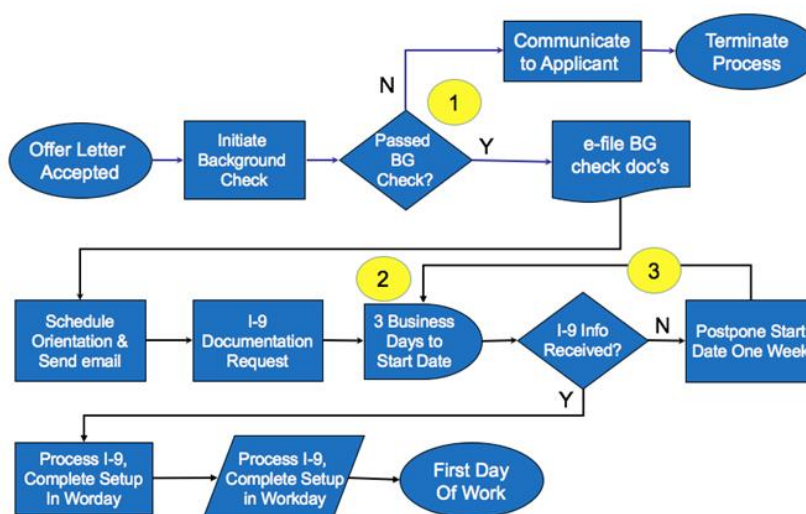 Communicate
to Applicant
Terminate
Process
N
1
Offer Letter
Accepted
Initiate
Background
Check
Passed
BG
Check?
Y
e-file BG
check doc's
2
3
Schedule
Orientation &
Send email
I-9
Documentation
Request
3 Business
Days to
Start Date
I-9 Info
Received?
N
Postpone Start
Date One Week
Y
Process I-9,
Complete Setup
In Worday
Process I-9,
Complete Setup
in Workday
First Day
Of Work